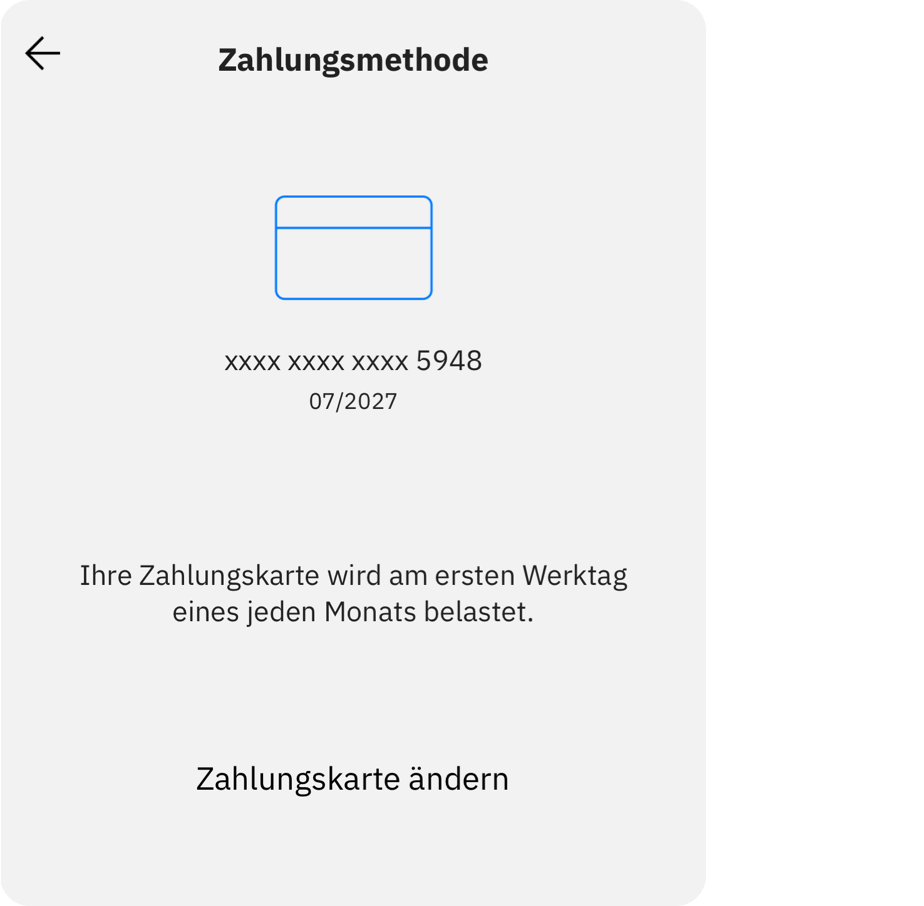 Zahlungsmethode
xxxx xxxx xxxx 5948
07/2027
Ihre Zahlungskarte wird am ersten Werktag
eines jeden Monats belastet.
Zahlungskarte ändern